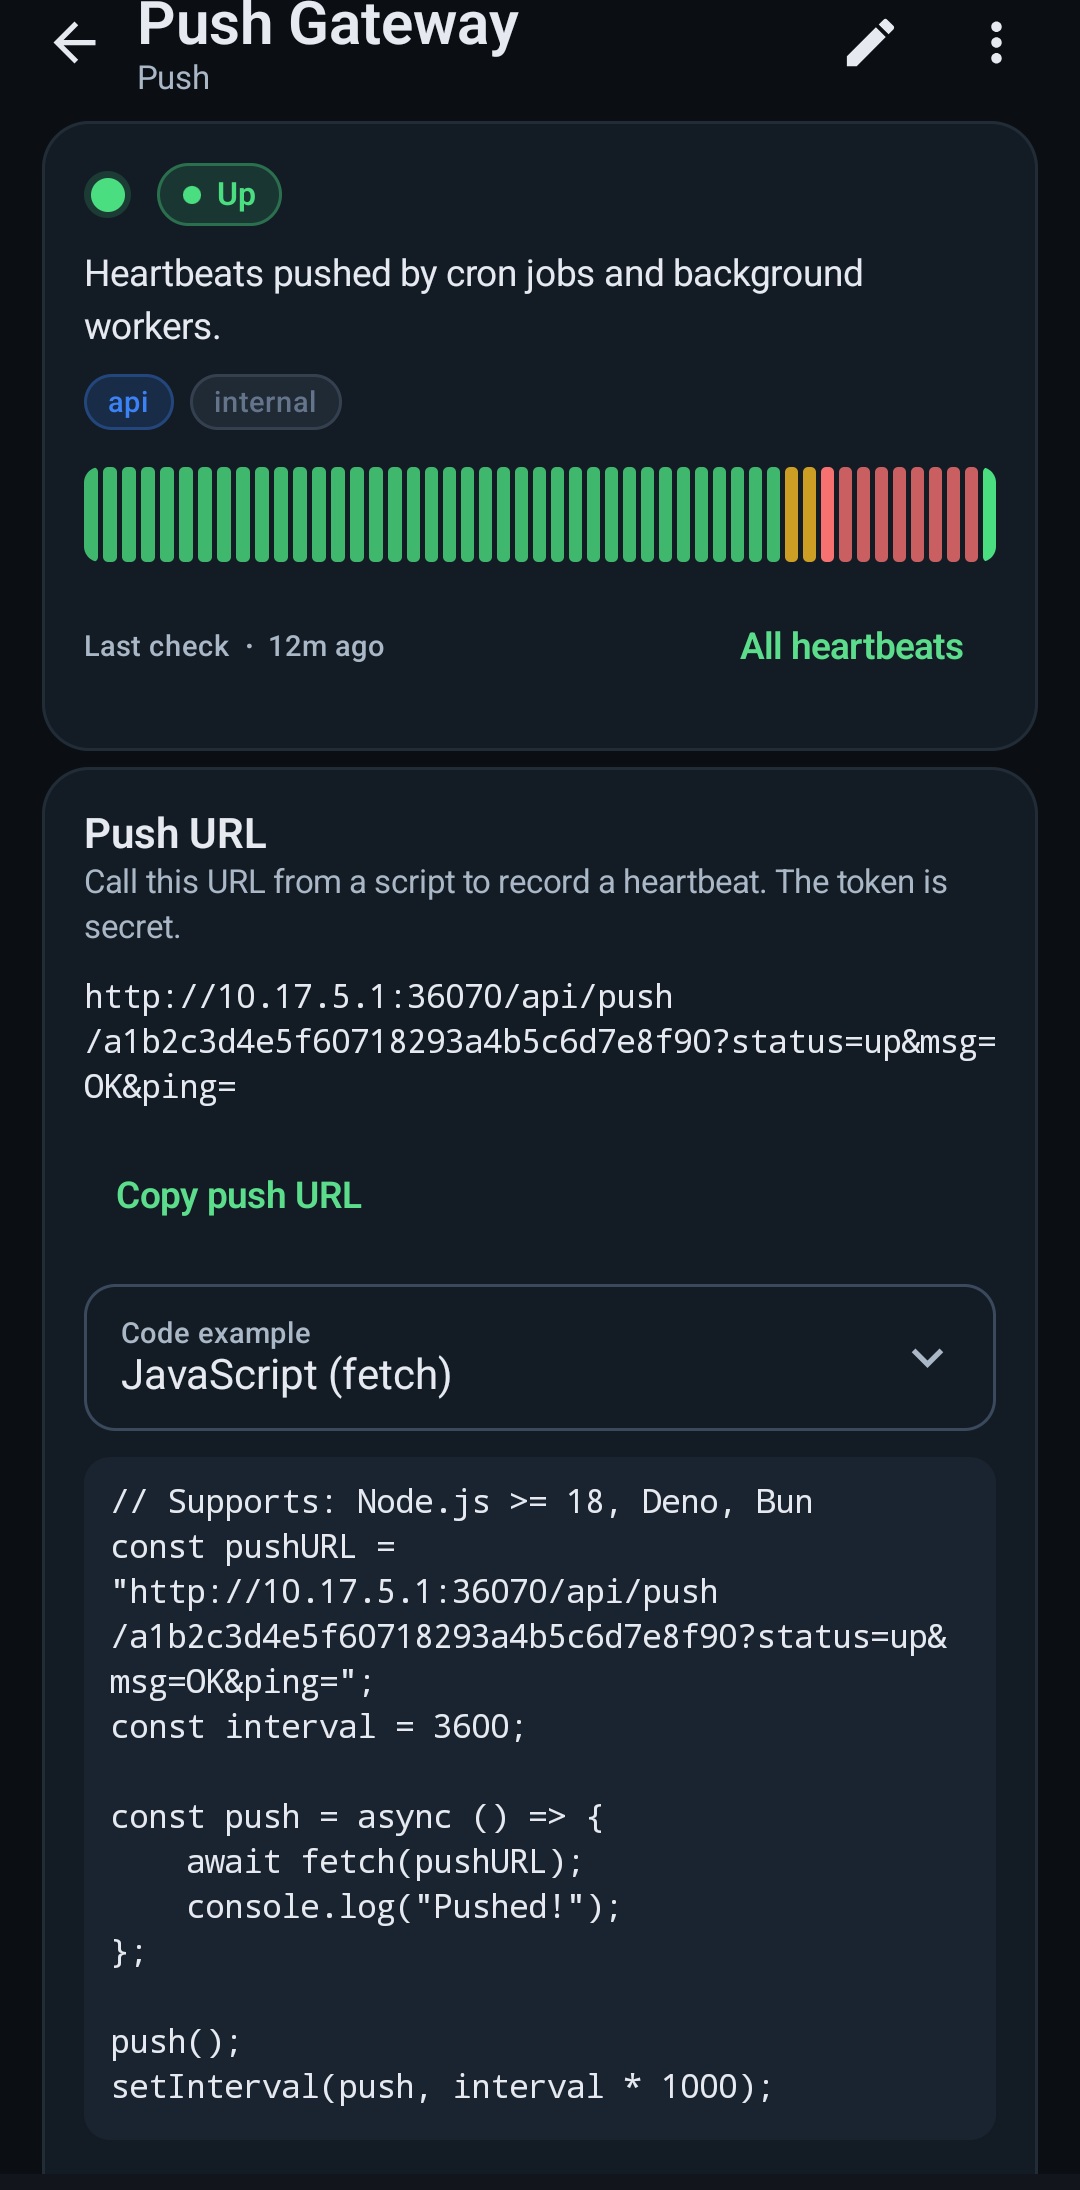 Push Gateway
Push
Up
Heartbeats pushed by cron jobs and background
workers.
api internal
Last check · 12m ago All heartbeats
Push URL
Call this URL from a script to record a heartbeat. The token is
secret.
http://10.17.5.1:36070/api/push
/a1b2c3d4e5f60718293a4b5c6d7e8f90?status=up&msg=
OK&ping=
Copy push URL
Code example
JavaScript (fetch)
// Supports: Node.js >= 18, Deno, Bun
const pushURL =
"http://10.17.5.1:36070/api/push
/a1b2c3d4e5f60718293a4b5c6d7e8f90?status=up&
msg=OK&ping=";
const interval = 3600;
const push = async () => {
    await fetch(pushURL);
    console.log("Pushed!");
};
push();
setInterval(push, interval * 1000);